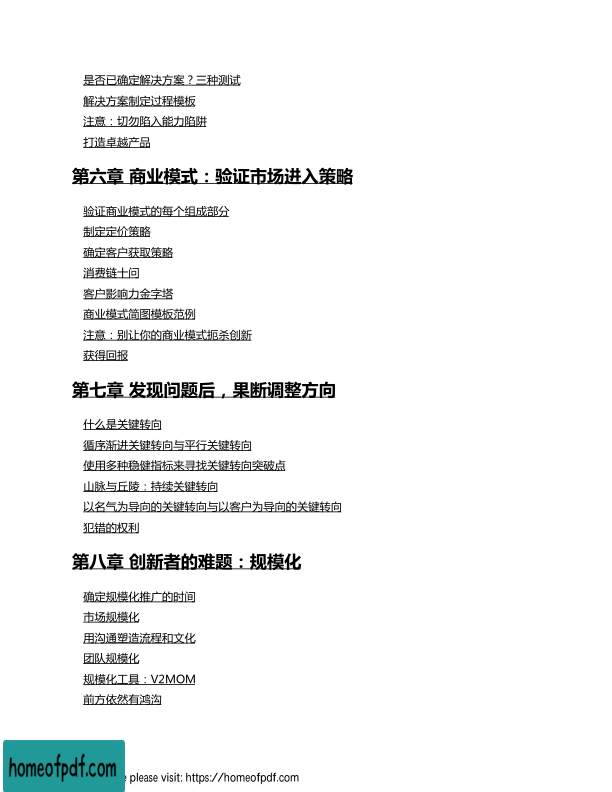 是否已确定解决方案？三种测试
解决方案制定过程模板
注意：切勿陷入能力陷阱
打造卓越产品
第六章 商业模式：验证市场进入策略
验证商业模式的每个组成部分
制定定价策略
确定客户获取策略
消费链十问
客户影响力金字塔
商业模式简图模板范例
注意：别让你的商业模式扼杀创新
获得回报
第七章 发现问题后，果断调整方向
什么是关键转向
循序渐进关键转向与平行关键转向
使用多种稳健指标来寻找关键转向突破点
山脉与丘陵：持续关键转向
以名气为导向的关键转向与以客户为导向的关键转向
犯错的权利
第八章 创新者的难题：规模化
确定规模化推广的时间
市场规模化
用沟通塑造流程和文化
团队规模化
规模化工具：V2MOM
前方依然有鸿沟
homeofpdf.com
e please visit: https://homeofpdf.com